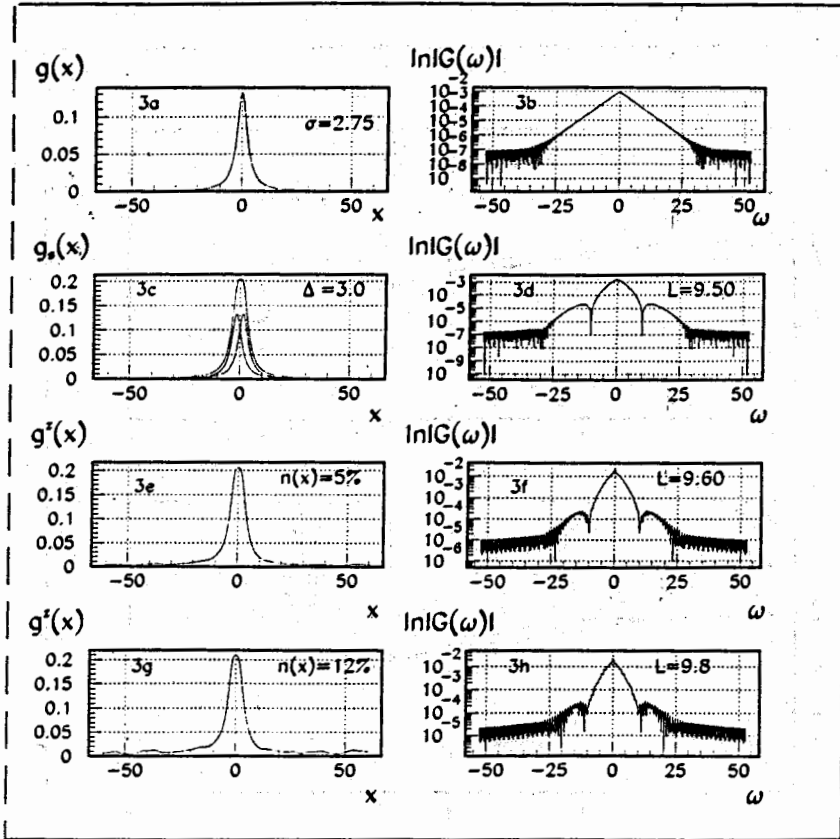 g(x)
0.1
0.05
0
3a
σ=2.75
-50
0
50
x
ln|G(ω)|
10-2
10-3
10-4
10-5
10-6
10-7
10-8
10
3b
-50
-25
0
25
50
ω
gs(x)
0.2
0.15
0.1
0.05
0
3c
Δ=3.0
-50
0
50
x
ln|G(ω)|
10-3
10-5
10-7
10-9
10
3d
L=9.50
-50
-25
0
25
50
ω
gz(x)
0.2
0.15
0.1
0.05
0
3e
n(x)=5%
-50
0
50
x
ln|G(ω)|
10-2
10-3
10-4
10-5
10-6
10
3f
L=9.60
-50
-25
0
25
50
ω
gz(x)
0.2
0.15
0.1
0.05
0
3g
n(x)=12%
-50
0
50
x
ln|G(ω)|
10-2
10-3
10-4
10-5
3h
L=9.8
-50
-25
0
25
50
ω